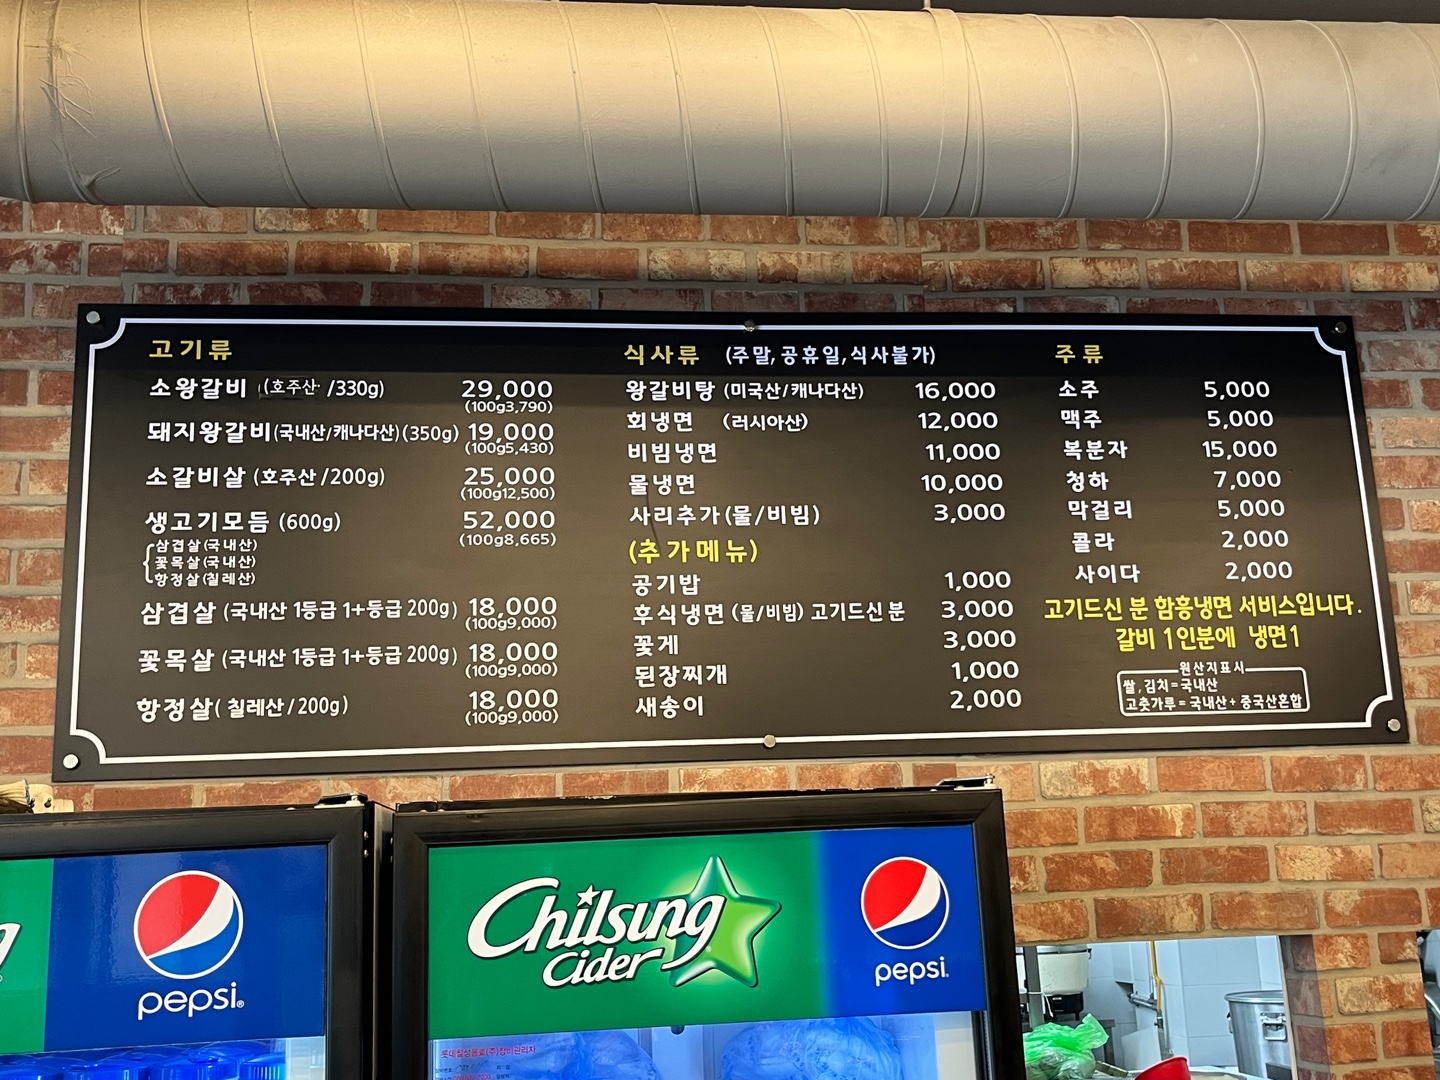 고기류
소왕갈비 (호주산 /330g) 29,000
(100g3,790)
돼지왕갈비(국내산/캐나다산)(350g) 19,000
(100g5,430)
소갈비살 (호주산 /200g) 25,000
(100g12,500)
생고기모듬 (600g) 52,000
(100g8,665)
삼겹살(국내산)
꽃목살(국내산)
항정살(칠레산)
삼겹살 (국내산 1등급 1+등급 200g) 18,000
(100g9,000)
꽃목살 (국내산 1등급 1+등급 200g) 18,000
(100g9,000)
항정살( 칠레산 / 200g) 18,000
(100g9,000)
식사류 (주말,공휴일,식사불가)
왕갈비탕 (미국산/캐나다산) 16,000
회냉면 (러시아산) 12,000
비빔냉면 11,000
물냉면 10,000
사리추가(물/비빔) 3,000
(추가메뉴)
공기밥 1,000
후식냉면 (물/비빔) 고기드신분 3,000
꽃게 3,000
된장찌개 1,000
새송이 2,000
주류
소주 5,000
맥주 5,000
복분자 15,000
청하 7,000
막걸리 5,000
콜라 2,000
사이다 2,000
고기드신 분 함흥냉면 서비스입니다.
갈비 1인분에 냉면1
원산지표시
쌀,김치=국내산
고춧가루=국내산+중국산혼합
pepsi®
Chilsung
Cider
pepsi
롯데칠성음료(주)장비관리자